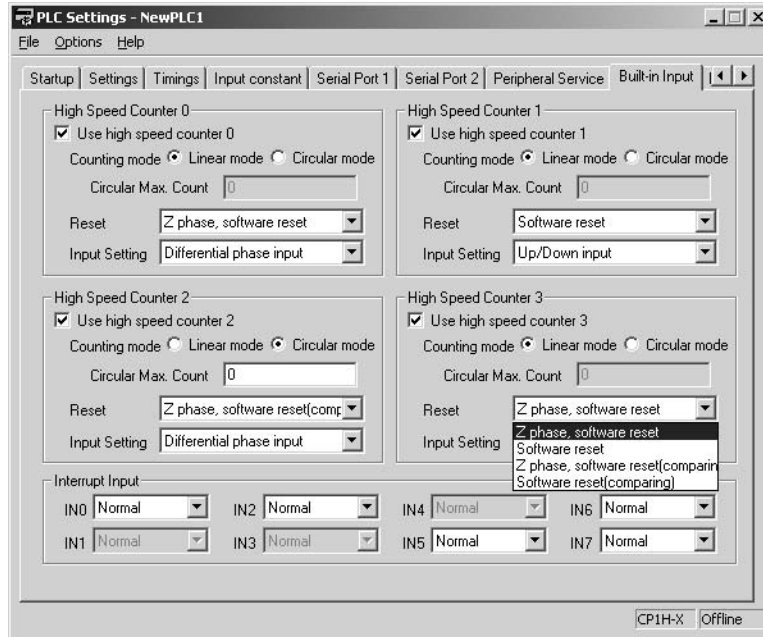 PLC Settings - NewPLC1
File Options Help
Startup Settings Timings Input constant Serial Port 1 Serial Port 2 Peripheral Service Built-in Input
High Speed Counter 0
Use high speed counter 0
Counting mode Linear mode Circular mode
Circular Max. Count 0
Reset Z phase, software reset
Input Setting Differential phase input
High Speed Counter 1
Use high speed counter 1
Counting mode Linear mode Circular mode
Circular Max. Count 0
Reset Software reset
Input Setting Up/Down input
High Speed Counter 2
Use high speed counter 2
Counting mode Linear mode Circular mode
Circular Max. Count 0
Reset Z phase, software reset(comp
Input Setting Differential phase input
High Speed Counter 3
Use high speed counter 3
Counting mode Linear mode Circular mode
Circular Max. Count 0
Reset Z phase, software reset
Z phase, software reset
Input Setting Software reset
Z phase, software reset(comparin
Software reset(comparing)
Interrupt Input
IN0 Normal IN2 Normal IN4 Normal IN6 Normal
IN1 Normal IN3 Normal IN5 Normal IN7 Normal
CP1H-X Offline